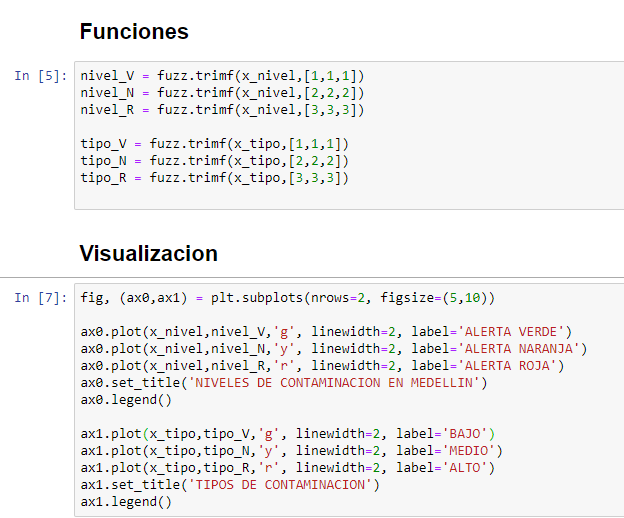 Funciones
In [5]: nivel_V = fuzz.trimf(x_nivel,[1,1,1])
nivel_N = fuzz.trimf(x_nivel,[2,2,2])
nivel_R = fuzz.trimf(x_nivel,[3,3,3])
tipo_V = fuzz.trimf(x_tipo,[1,1,1])
tipo_N = fuzz.trimf(x_tipo,[2,2,2])
tipo_R = fuzz.trimf(x_tipo,[3,3,3])
Visualizacion
In [7]: fig, (ax0,ax1) = plt.subplots(nrows=2, figsize=(5,10))
ax0.plot(x_nivel,nivel_V,'g', linewidth=2, label='ALERTA VERDE')
ax0.plot(x_nivel,nivel_N,'y', linewidth=2, label='ALERTA NARANJA')
ax0.plot(x_nivel,nivel_R,'r', linewidth=2, label='ALERTA ROJA')
ax0.set_title('NIVELES DE CONTAMINACION EN MEDELLIN')
ax0.legend()
ax1.plot(x_tipo,tipo_V,'g', linewidth=2, label='BAJO')
ax1.plot(x_tipo,tipo_N,'y', linewidth=2, label='MEDIO')
ax1.plot(x_tipo,tipo_R,'r', linewidth=2, label='ALTO')
ax1.set_title('TIPOS DE CONTAMINACION')
ax1.legend()